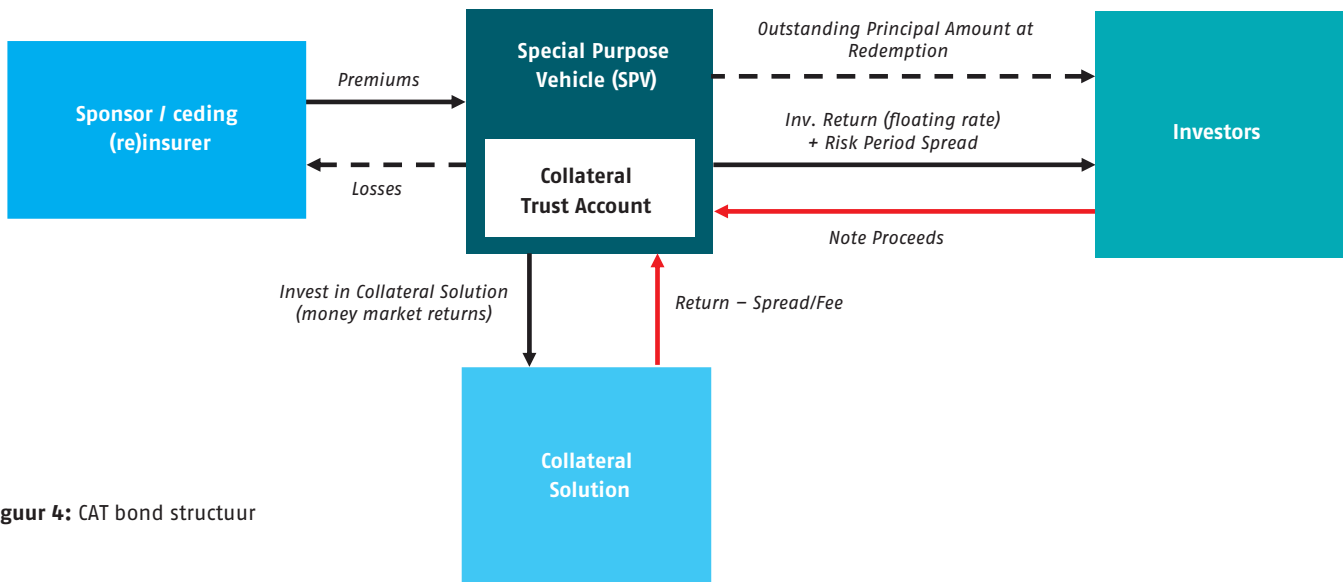 Sponsor / ceding
(re)insurer
Premiums
Losses
Special Purpose
Vehicle (SPV)
Collateral
Trust Account
Outstanding Principal Amount at
Redemption
Inv. Return (floating rate)
+ Risk Period Spread
Note Proceeds
Investors
Invest in Collateral Solution
(money market returns)
Return – Spread/Fee
Collateral
Solution
guur 4: CAT bond structuur